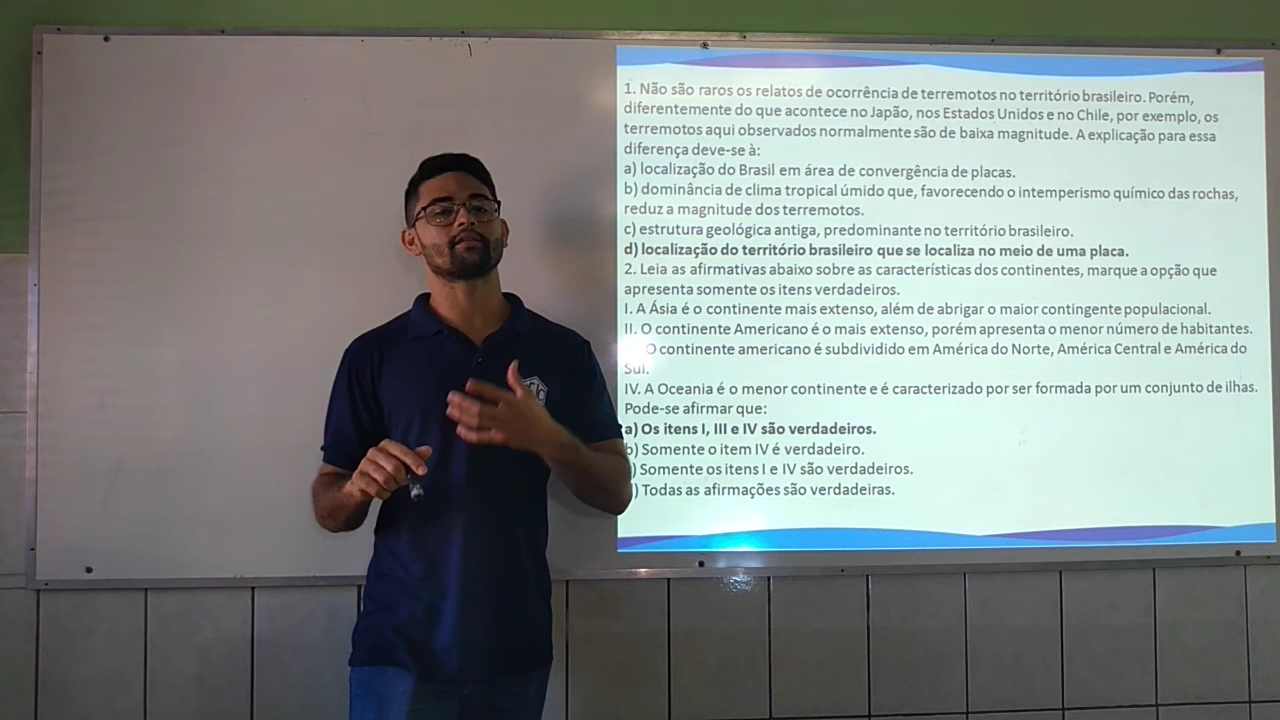 1. Não são raros os relatos de ocorrência de terremotos no território brasileiro. Porém,
diferentemente do que acontece no Japão, nos Estados Unidos e no Chile, por exemplo, os
terremotos aqui observados normalmente são de baixa magnitude. A explicação para essa
diferença deve-se à:
a) localização do Brasil em área de convergência de placas.
b) dominância de clima tropical úmido que, favorecendo o intemperismo químico das rochas,
reduz a magnitude dos terremotos.
c) estrutura geológica antiga, predominante no território brasileiro.
d) localização do território brasileiro que se localiza no meio de uma placa.
2. Leia as afirmativas abaixo sobre as características dos continentes, marque a opção que
apresenta somente os itens verdadeiros.
I. A Ásia é o continente mais extenso, além de abrigar o maior contingente populacional.
II. O continente Americano é o mais extenso, porém apresenta o menor número de habitantes.
O continente americano é subdividido em América do Norte, América Central e América do
Sul.
IV. A Oceania é o menor continente e é caracterizado por ser formada por um conjunto de ilhas.
Pode-se afirmar que:
a) Os itens I, III e IV são verdadeiros.
b) Somente o item IV é verdadeiro.
) Somente os itens I e IV são verdadeiros.
) Todas as afirmações são verdadeiras.